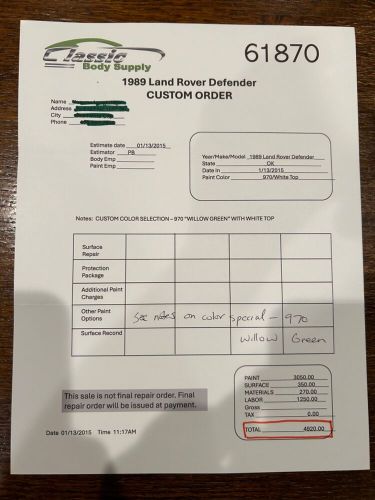 Classic
Body Supply
61870
1989 Land Rover Defender
CUSTOM ORDER
Name
Address
City
Phone
Estimate date 01/13/2015
Estimator PB
Body Emp
Paint Emp
Year/Make/Model 1989 Land Rover Defender
State OK
Date In 1/13/2015
Paint Color 970/White Top
Notes: CUSTOM COLOR SELECTION – 970 "WILLOW GREEN" WITH WHITE TOP
Surface Repair
Protection Package
Additional Paint Charges
Other Paint Options See notes on color special – 970
Surface Recond Willow Green
PAINT 3050.00
SURFACE 350.00
MATERIALS 270.00
LABOR 1250.00
Gross
TAX 0.00
TOTAL 4920.00
This sale is not final repair order. Final
repair order will be issued at payment.
Date 01/13/2015 Time 11:17AM